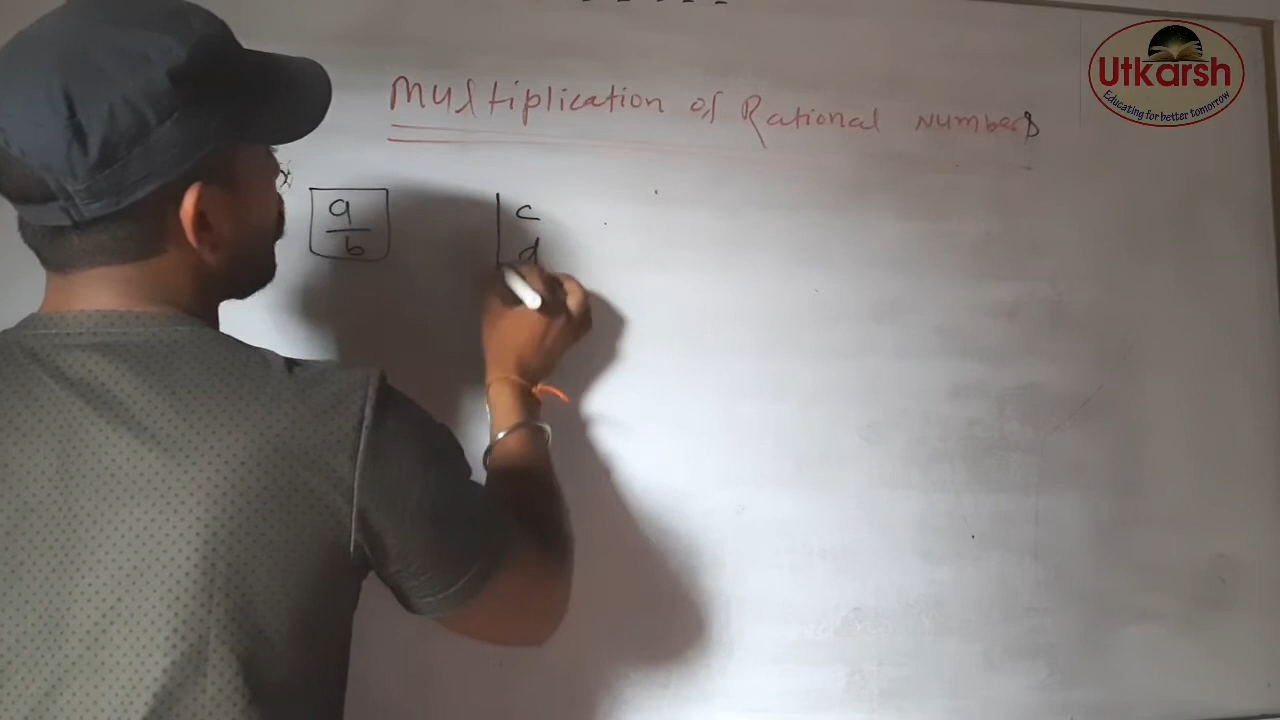 Utkarsh
Educating for better tomorrow
Multiplication of Rational Numbers
a
b
c
d